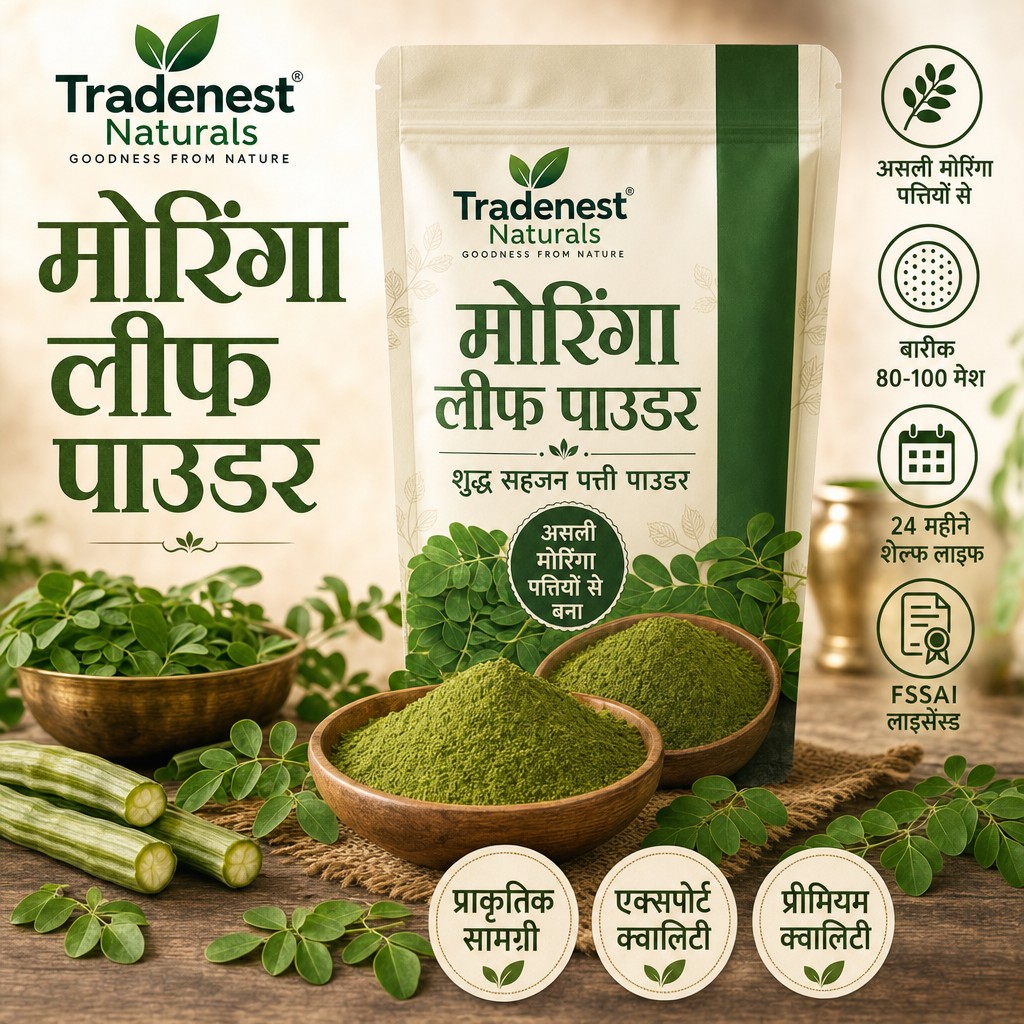 Tradenest®
Naturals
GOODNESS FROM NATURE
मोरिंगा
लीफ
पाउडर
Tradenest®
Naturals
GOODNESS FROM NATURE
मोरिंगा
लीफ पाउडर
शुद्ध सहजन पत्ती पाउडर
असली
मोरिंगा
पत्तियों से
बना
असली मोरिंगा
पत्तियों से
बारीक
80-100 मेश
24 महीने
शेल्फ लाइफ
FSSAI
लाइसेंस्ड
प्राकृतिक
सामग्री
एक्सपोर्ट
क्वालिटी
प्रीमियम
क्वालिटी